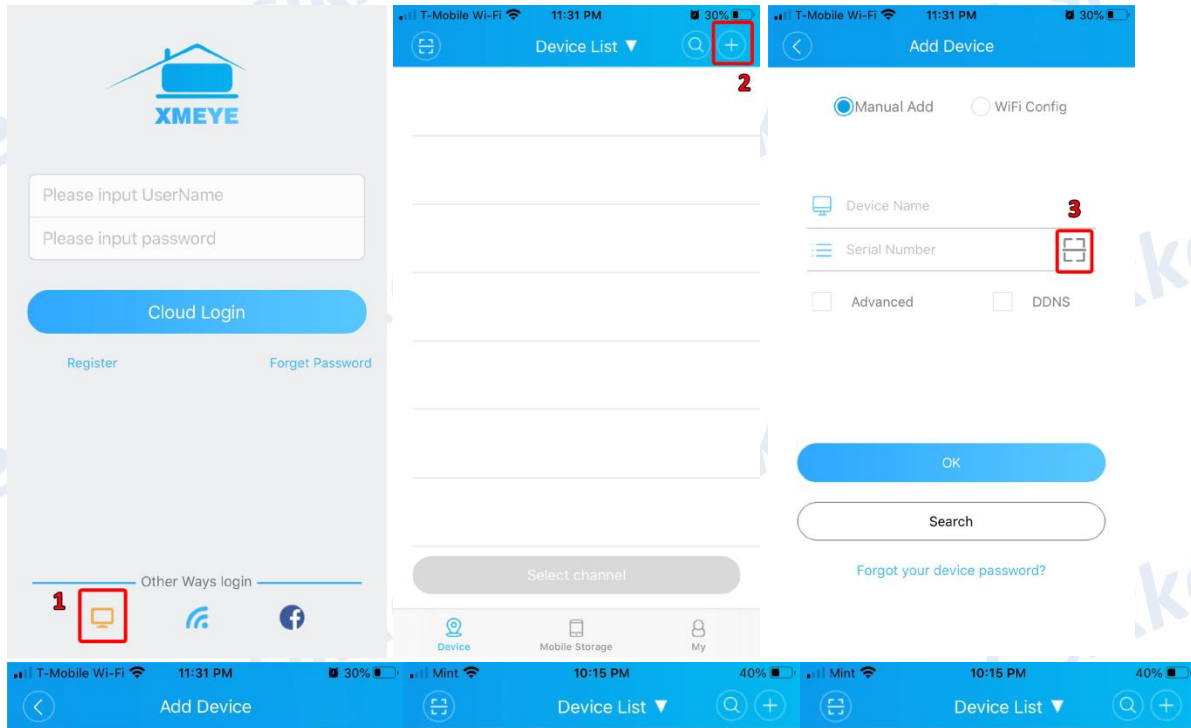 XMEYE
Please input UserName
Please input password
Cloud Login
Register
Forget Password
Other Ways login
1
T-Mobile Wi-Fi 11:31 PM 30%
Device List ▼
2
Select channel
Device
Mobile Storage
My
T-Mobile Wi-Fi 11:31 PM 30%
Add Device
Manual Add
WiFi Config
Device Name
3
Serial Number
Advanced
DDNS
OK
Search
Forgot your device password?
T-Mobile Wi-Fi 11:31 PM 30%
Add Device
Mint 10:15 PM 40%
Device List ▼
Mint 10:15 PM 40%
Device List ▼